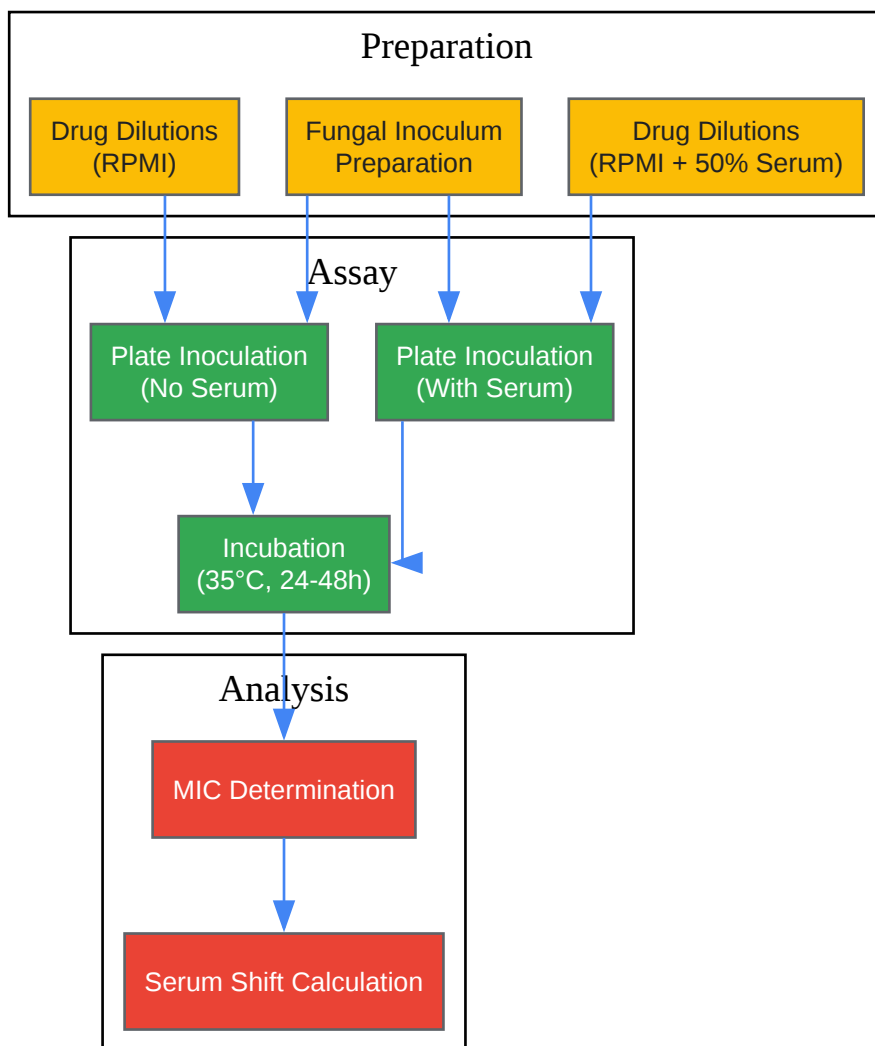 Preparation
Drug Dilutions
(RPMI)
Fungal Inoculum
Preparation
Drug Dilutions
(RPMI + 50% Serum)
Assay
Plate Inoculation
(No Serum)
Plate Inoculation
(With Serum)
Incubation
(35°C, 24-48h)
Analysis
MIC Determination
Serum Shift Calculation